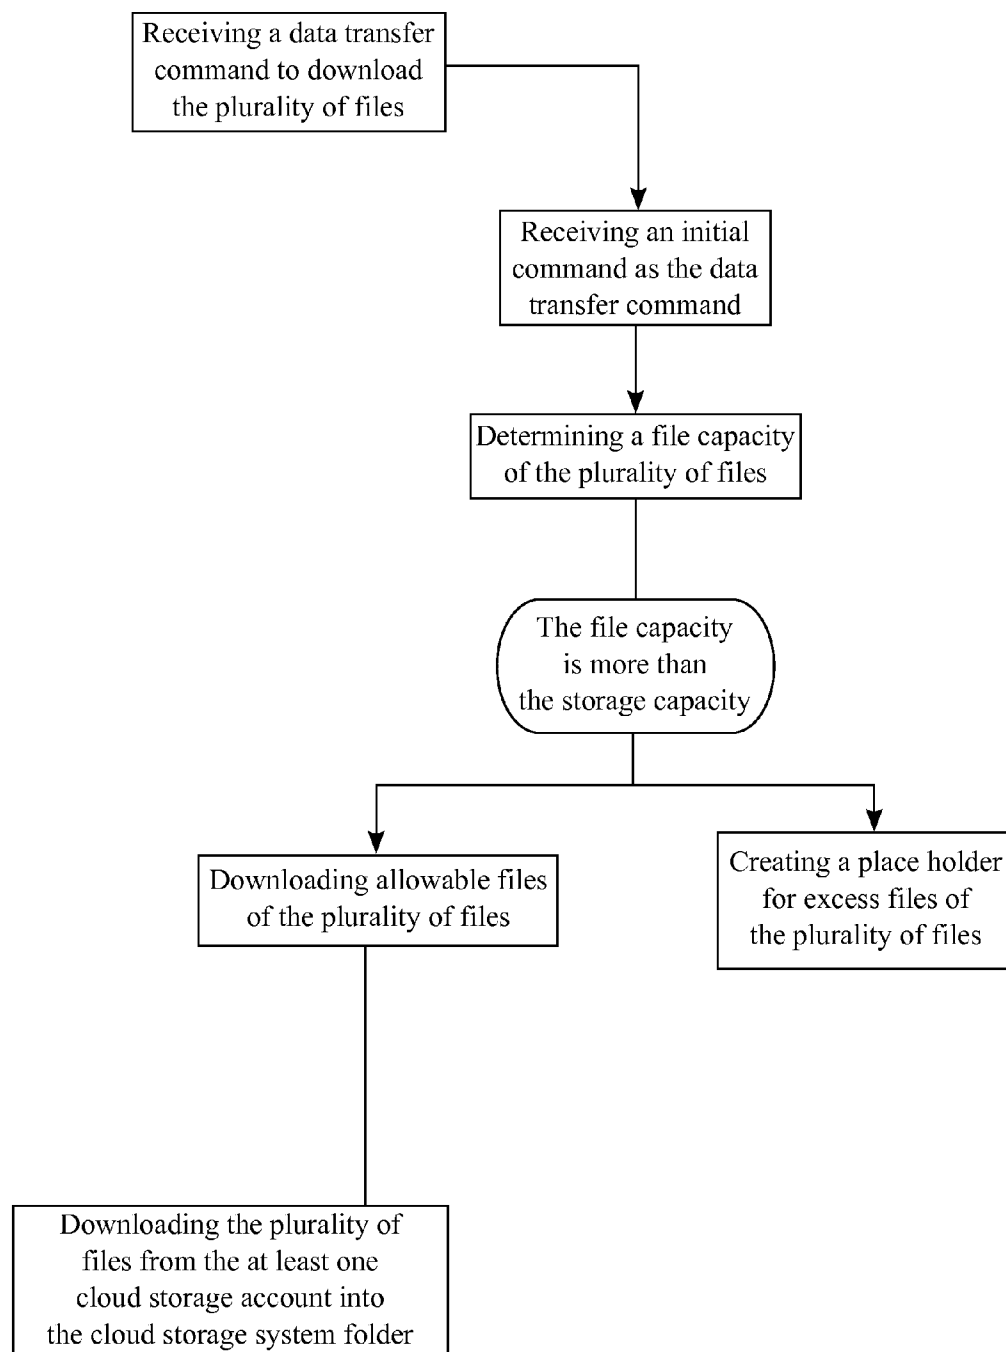 Receiving a data transfer
command to download
the plurality of files
Receiving an initial
command as the data
transfer command
Determining a file capacity
of the plurality of files
The file capacity
is more than
the storage capacity
Downloading allowable files
of the plurality of files
Creating a place holder
for excess files of
the plurality of files
Downloading the plurality of
files from the at least one
cloud storage account into
the cloud storage system folder